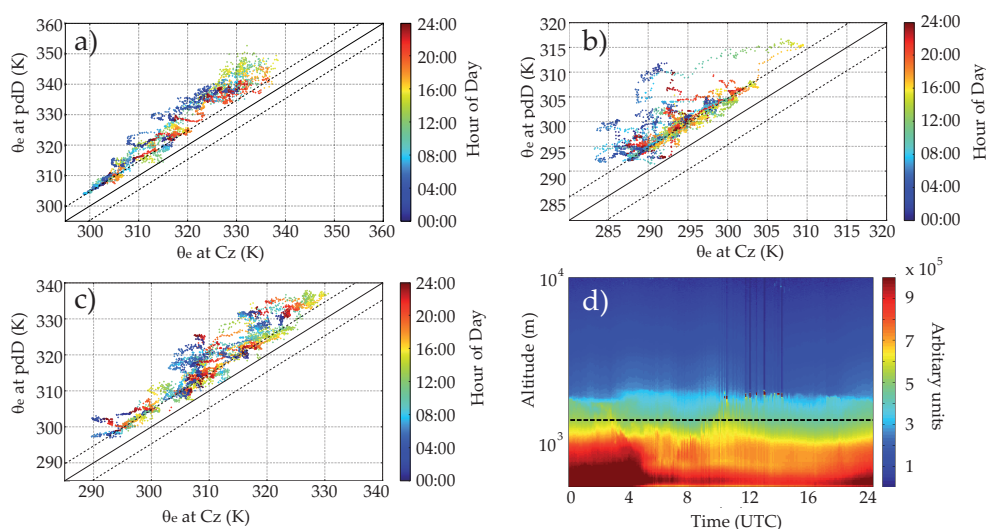 a)
360
350
340
330
320
310
300
θe at pdD (K)
300 310 320 330 340 350 360
θe at Cz (K)
24:00
20:00
16:00
12:00
08:00
04:00
00:00
Hour of Day
b)
320
315
310
305
300
295
290
285
280
θe at pdD (K)
285 290 295 300 305 310 315 320
θe at Cz (K)
24:00
20:00
16:00
12:00
08:00
04:00
00:00
Hour of Day
c)
340
330
320
310
300
290
θe at pdD (K)
290 300 310 320 330 340
θe at Cz (K)
24:00
20:00
16:00
12:00
08:00
04:00
00:00
Hour of Day
d)
10⁴
10³
Altitude (m)
0 4 8 12 16 20 24
Time (UTC)
x 10⁵
9
7
5
3
1
Arbitary units